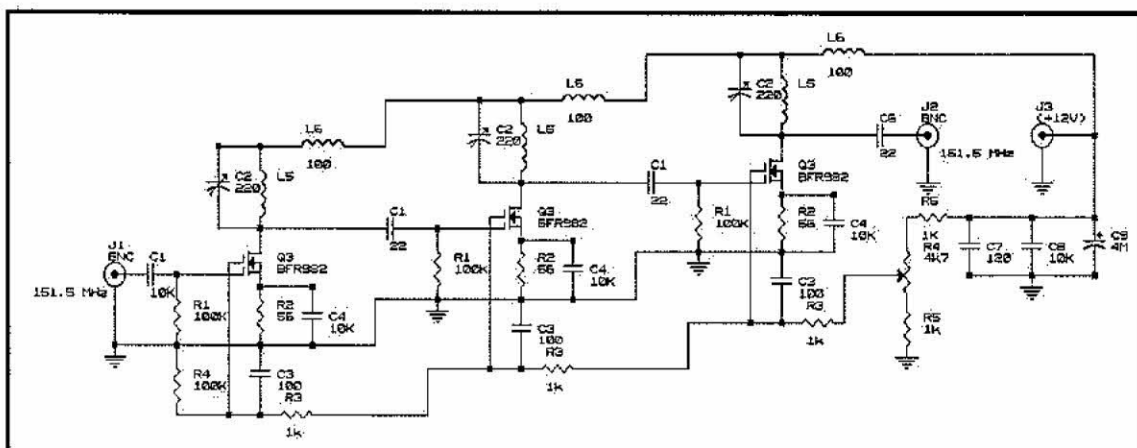 L6
100
C2
220
L5
J2
BNC
J3
(+12V)
C6
22
151.5 MHz
L6
100
C2
220
L5
Q3
BFR982
C1
22
R1
100K
R2
56
C4
10K
R5
1K
R4
4K7
C7
120
C8
10K
C9
4M
R5
1k
L6
100
C2
220
L5
Q3
BFR982
C1
22
R1
100K
R2
56
C4
10K
C3
100
R3
1k
J1
BNC
C1
10K
151.5 MHz
Q3
BFR982
R1
100K
R2
56
C4
10K
C3
100
R3
1k
R4
100K
C3
100
R3
1k